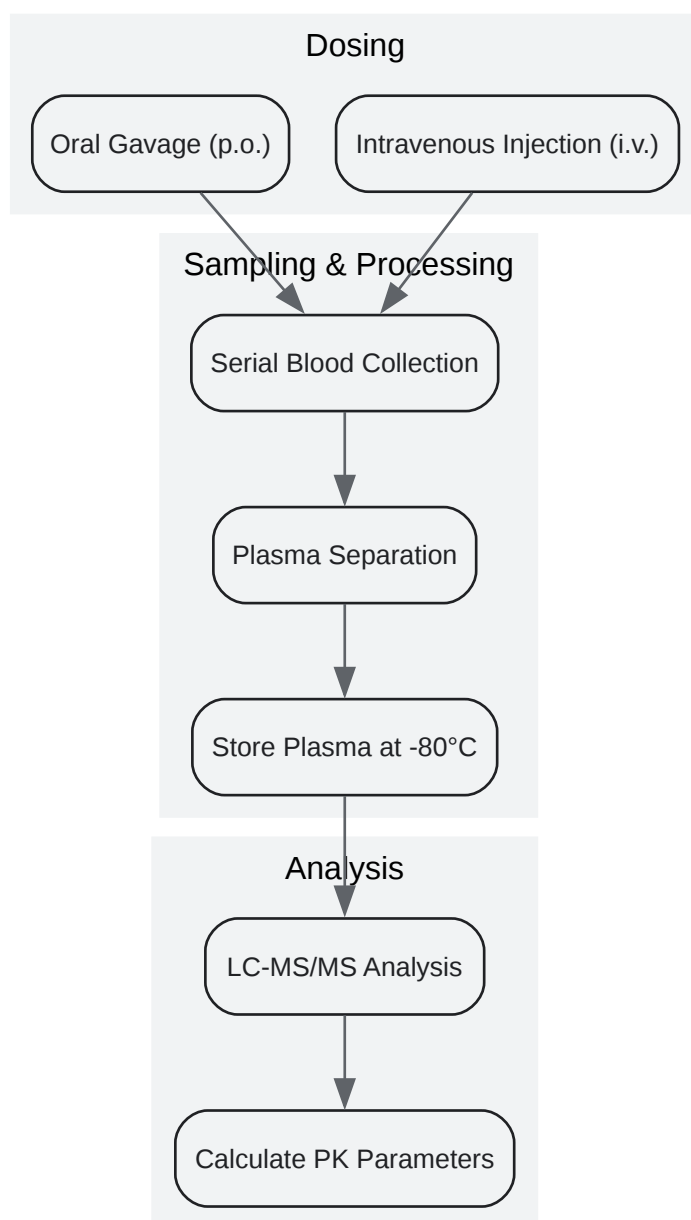 Dosing
Oral Gavage (p.o.)
Intravenous Injection (i.v.)
Sampling & Processing
Serial Blood Collection
Plasma Separation
Store Plasma at -80°C
Analysis
LC-MS/MS Analysis
Calculate PK Parameters